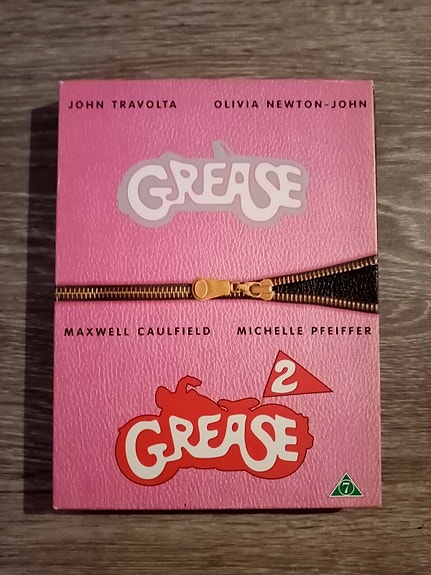 JOHN TRAVOLTA OLIVIA NEWTON-JOHN
GREASE
MAXWELL CAULFIELD MICHELLE PFEIFFER
2
GREASE
7